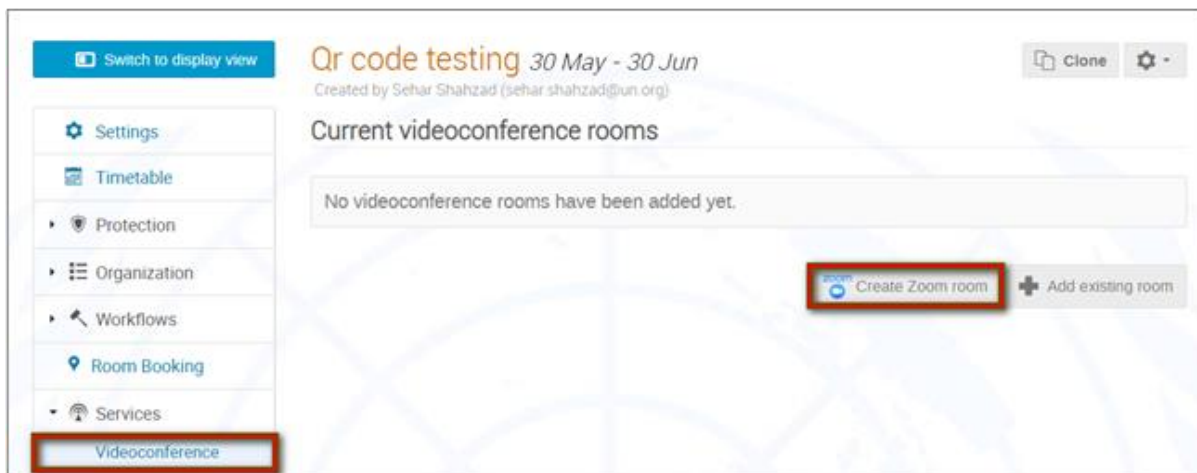 Switch to display view
Qr code testing 30 May - 30 Jun
Clone
Created by Sehar Shahzad (sehar.shahzad@un.org)
Settings
Current videoconference rooms
Timetable
No videoconference rooms have been added yet.
Protection
Organization
zoom Create Zoom room
Add existing room
Workflows
Room Booking
Services
Videoconference